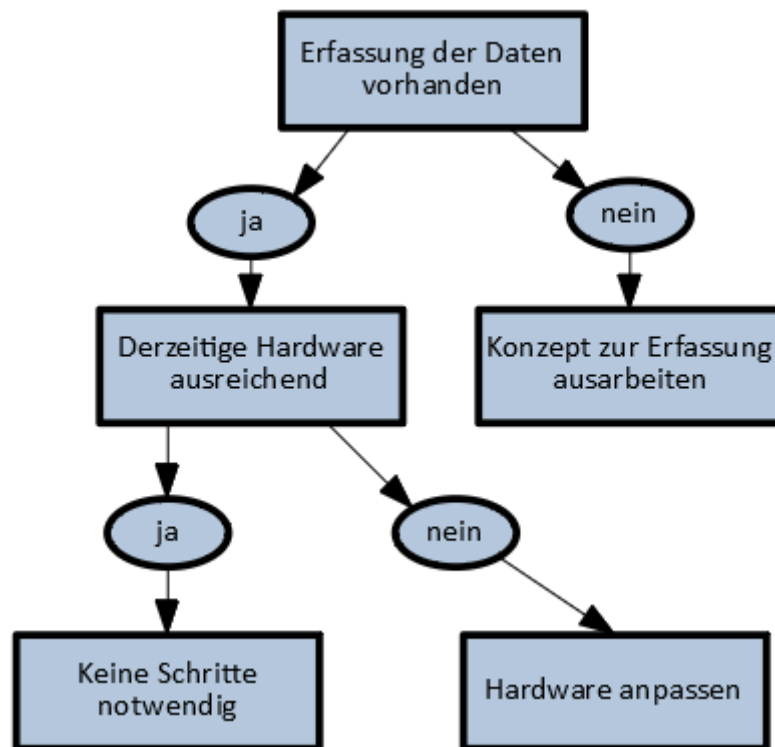 Erfassung der Daten
vorhanden
ja
nein
Derzeitige Hardware
ausreichend
Konzept zur Erfassung
ausarbeiten
ja
nein
Keine Schritte
notwendig
Hardware anpassen